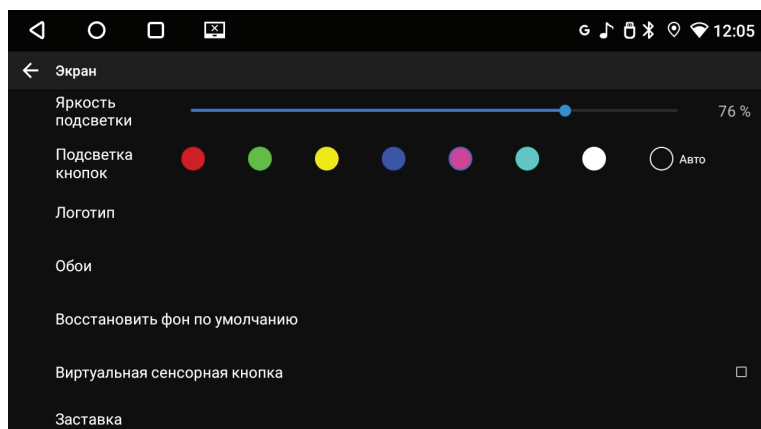 G 12:05
Экран
Яркость
подсветки
76 %
Подсветка
кнопок
Авто
Логотип
Обои
Восстановить фон по умолчанию
Виртуальная сенсорная кнопка
Заставка